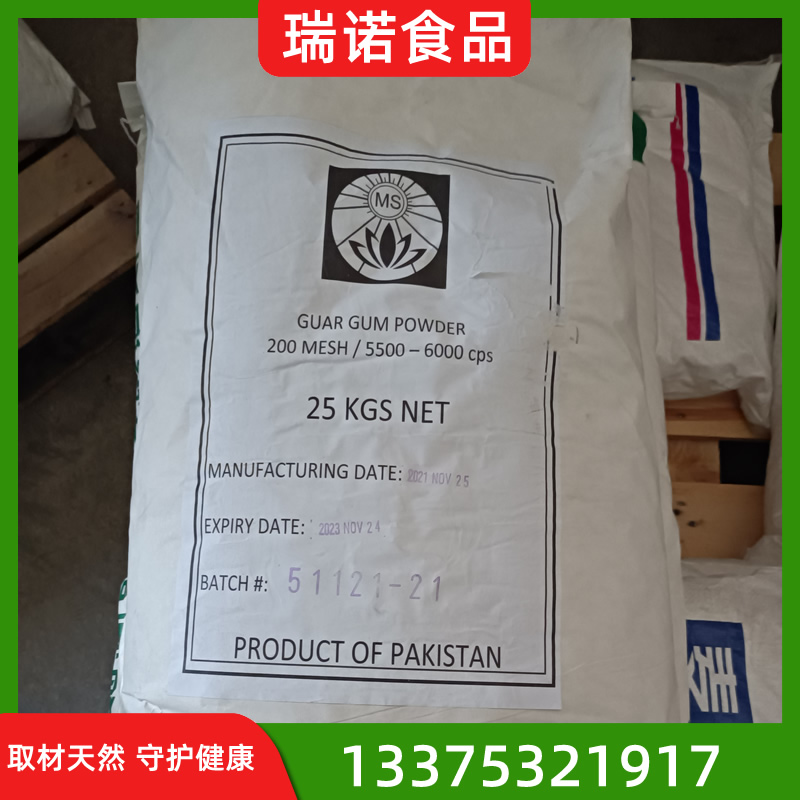 瑞诺食品
MS
GUAR GUM POWDER
200 MESH / 5500 – 6000 cps
25 KGS NET
MANUFACTURING DATE: 2021 NOV 25
EXPIRY DATE: 2023 NOV 24
BATCH #: 51121-21
PRODUCT OF PAKISTAN
取材天然 守护健康
13375321917